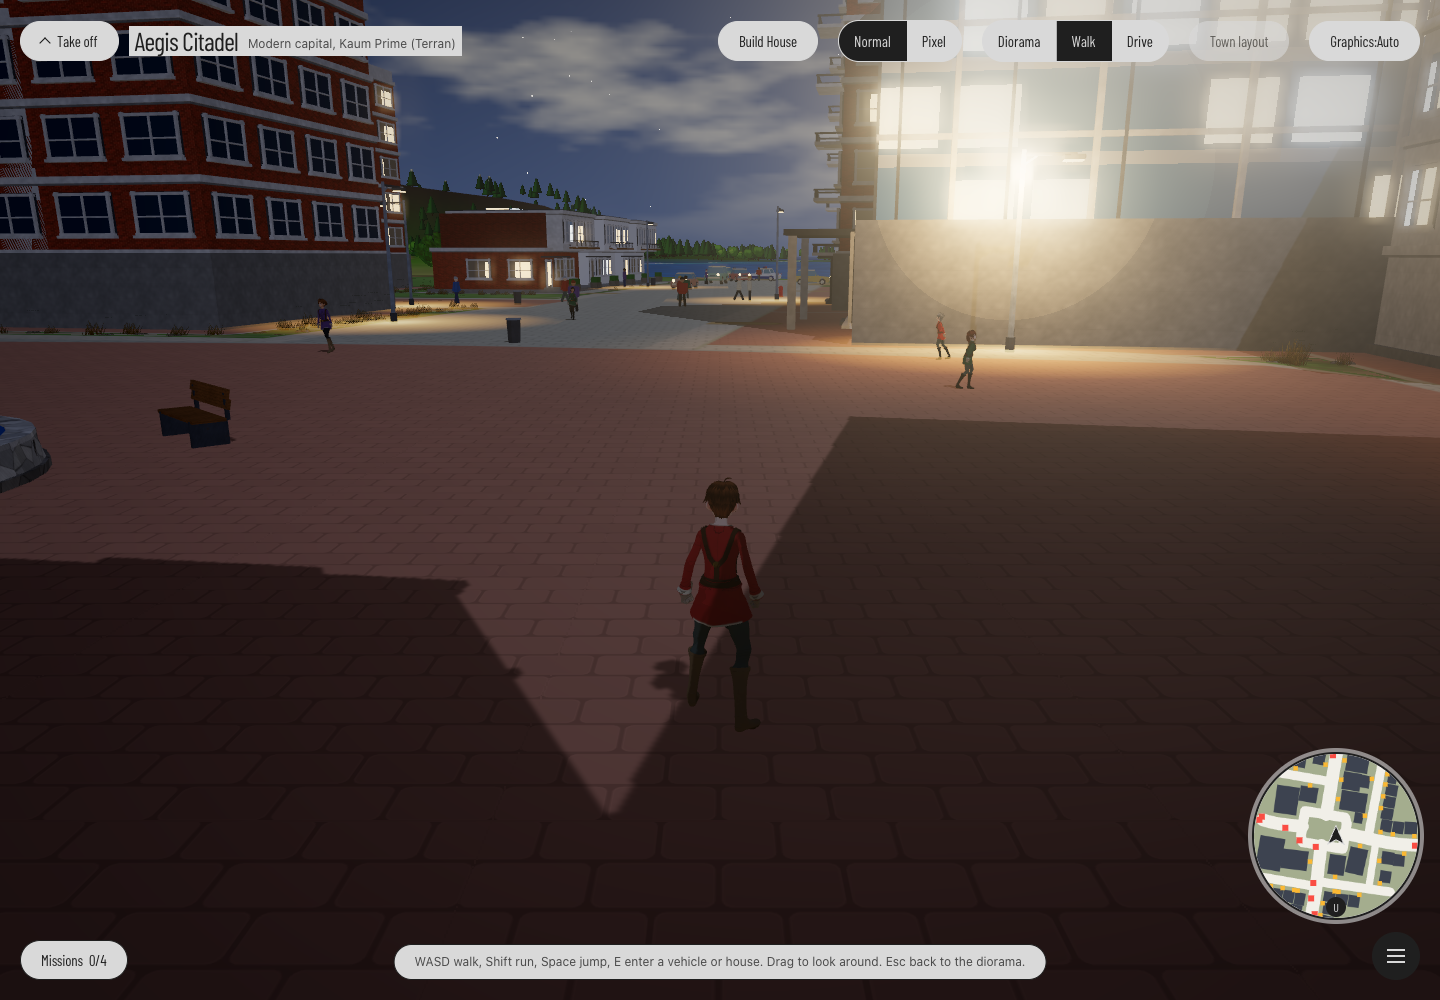 Take off
Aegis Citadel Modern capital, Kaum Prime (Terran)
Build House
Normal Pixel
Diorama Walk Drive
Town layout
Graphics:Auto
U
Missions 0/4
WASD walk, Shift run, Space jump, E enter a vehicle or house. Drag to look around. Esc back to the diorama.